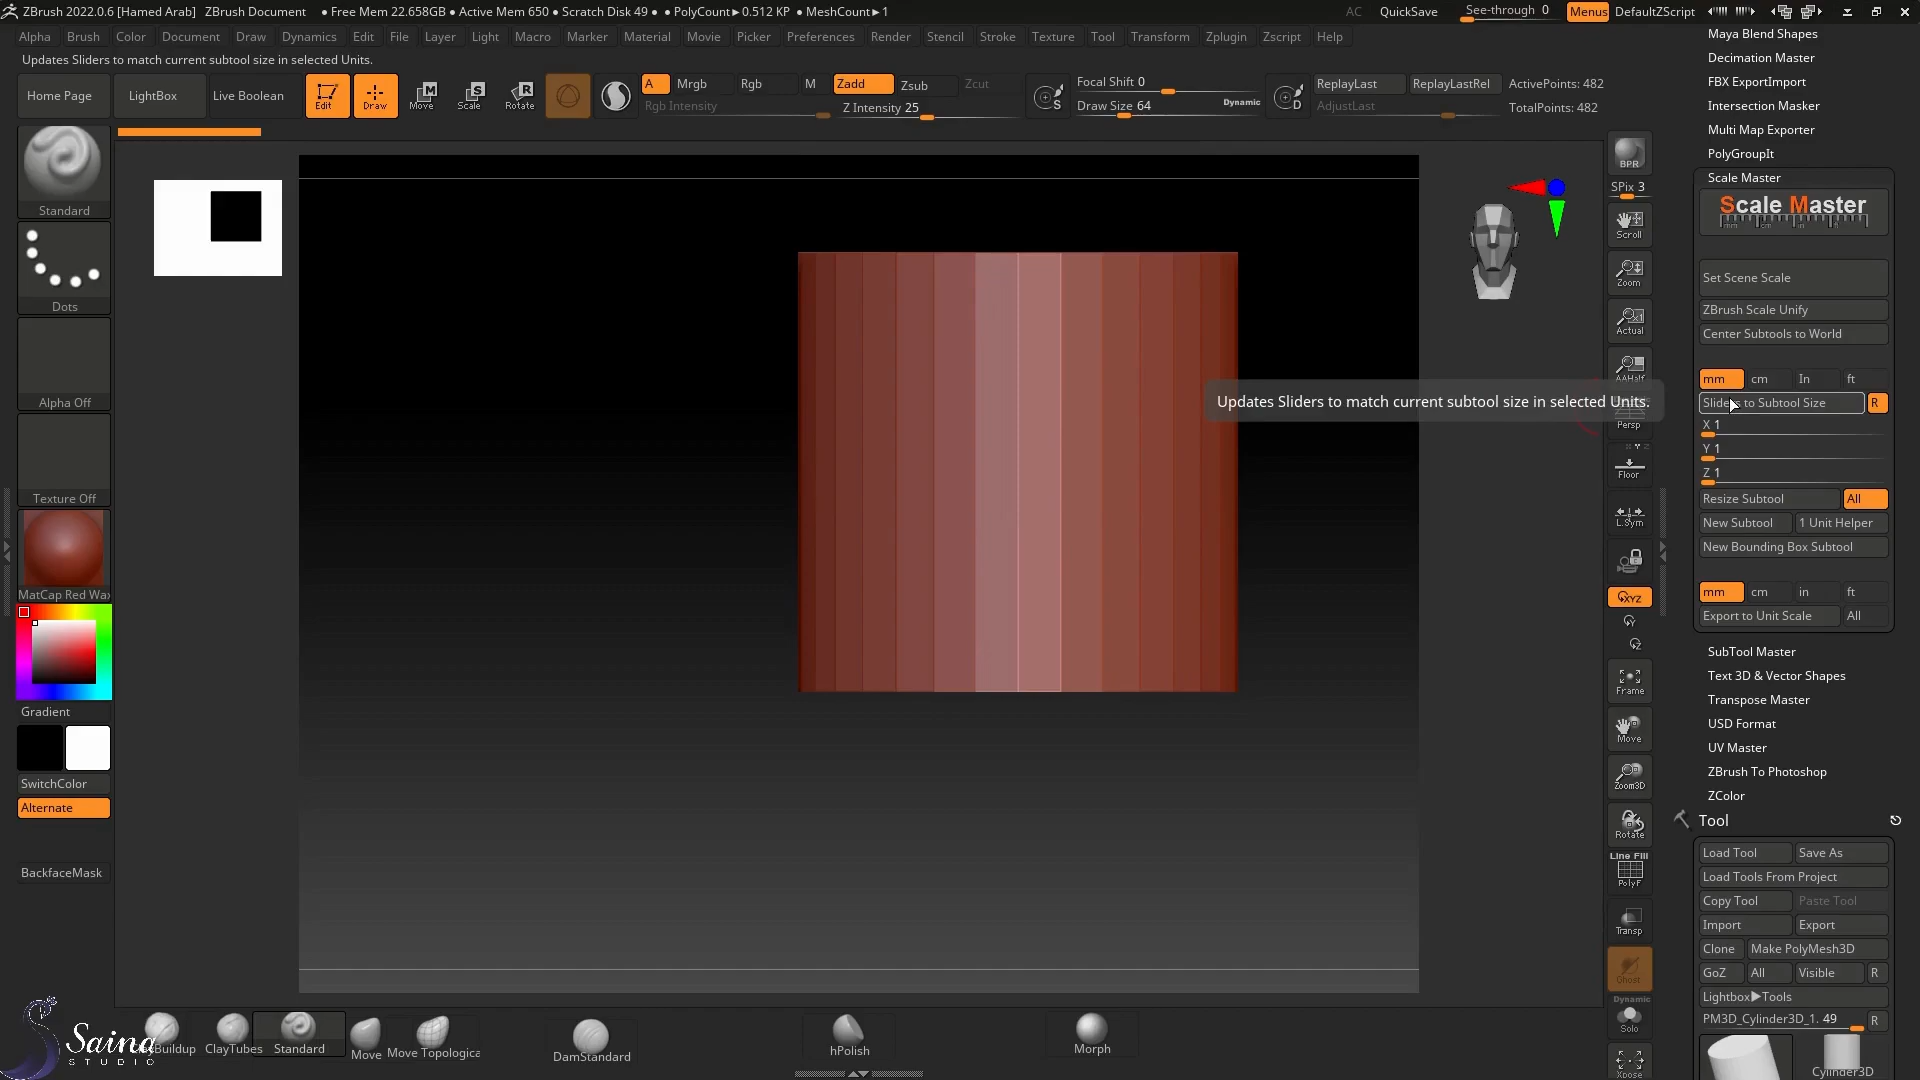 ZBrush 2022.0.6 [Hamed Arab] ZBrush Document • Free Mem 22.658GB • Active Mem 650 • Scratch Disk 49 • • PolyCount► 0.512 KP • MeshCount► 1 AC QuickSave See-through 0 Menus DefaultZScript
Alpha Brush Color Document Draw Dynamics Edit File Layer Light Macro Marker Material Movie Picker Preferences Render Stencil Stroke Texture Tool Transform Zplugin Zscript Help
Updates Sliders to match current subtool size in selected Units.
Home Page LightBox Live Boolean Edit Draw Move Scale Rotate
A Mrgb Rgb M Zadd Zsub Zcut
Rgb Intensity Z Intensity 25
Focal Shift 0
Draw Size 64 Dynamic
S D
ReplayLast ReplayLastRel ActivePoints: 482
AdjustLast TotalPoints: 482
Standard
Dots
Alpha Off
Texture Off
MatCap Red Wax
Gradient
SwitchColor
Alternate
BackfaceMask
Updates Sliders to match current subtool size in selected Units.
BPR
SPix 3
Scroll
Zoom
Actual
AAHalf
Persp
Floor
L.Sym
XYZ
Y
Z
Frame
Move
Zoom3D
Rotate
Line Fill
PolyF
Transp
Ghost
Dynamic
Solo
Xpose
Maya Blend Shapes
Decimation Master
FBX ExportImport
Intersection Masker
Multi Map Exporter
PolyGroupIt
Scale Master
Scale Master
mm cm in ft
Set Scene Scale
ZBrush Scale Unify
Center Subtools to World
mm cm In ft
Sliders to Subtool Size R
X 1
Y 1
Z 1
Resize Subtool All
New Subtool 1 Unit Helper
New Bounding Box Subtool
mm cm in ft
Export to Unit Scale All
SubTool Master
Text 3D & Vector Shapes
Transpose Master
USD Format
UV Master
ZBrush To Photoshop
ZColor
Tool
Load Tool Save As
Load Tools From Project
Copy Tool Paste Tool
Import Export
Clone Make PolyMesh3D
GoZ All Visible R
Lightbox►Tools
PM3D_Cylinder3D_1. 49 R
Cylinder3D
Saina
STUDIO
Buildup ClayTubes Standard Move Move Topologica DamStandard hPolish Morph